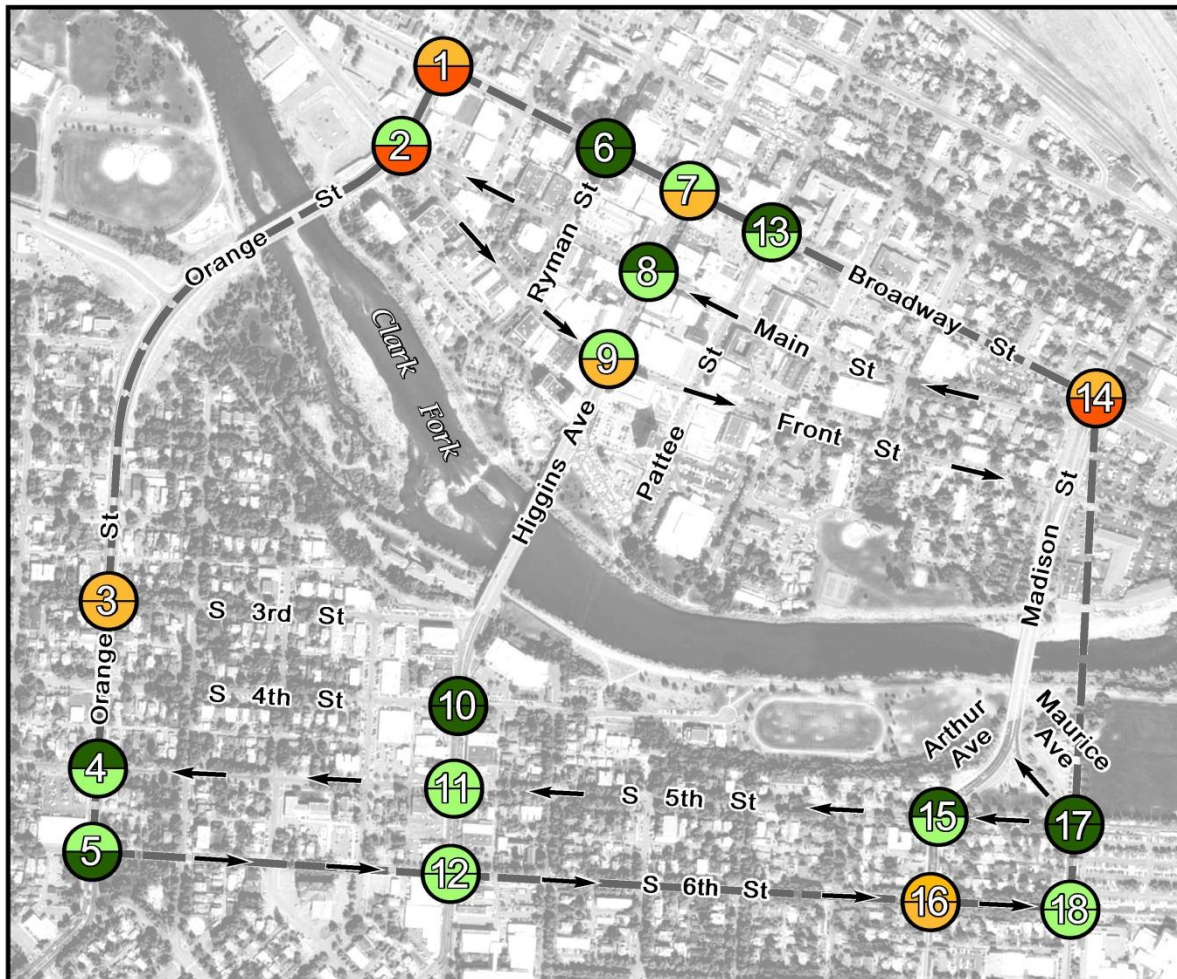 1
2
6
7
13
Orange St
Ryman St
8
Broadway St
Clark Fork
Main St
9
14
Front St
Higgins Ave
Pattee St
Madison St
Orange St
3
S 3rd St
S 4th St
10
Arthur Ave
Maurice Ave
4
11
S 5th St
15
17
5
12
S 6th St
16
18